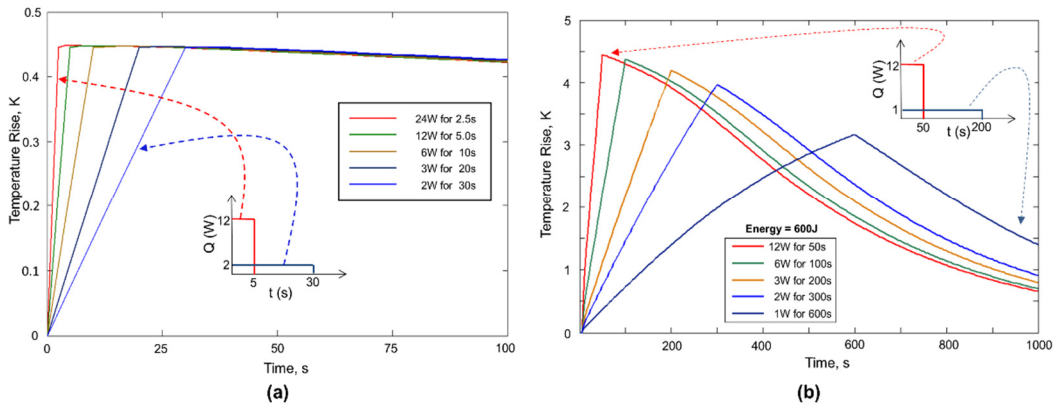 (a)
0.5
0.4
0.3
0.2
0.1
0
Temperature Rise, K
24W for 2.5s
12W for 5.0s
6W for 10s
3W for 20s
2W for 30s
Q (W)
12
2
5
30
t (s)
0
25
50
75
100
Time, s
(a)
5
4
3
2
1
0
Temperature Rise, K
Q (W)
12
1
50
200
t (s)
Energy = 600J
12W for 50s
6W for 100s
3W for 200s
2W for 300s
1W for 600s
0
200
400
600
800
1000
Time, s
(b)